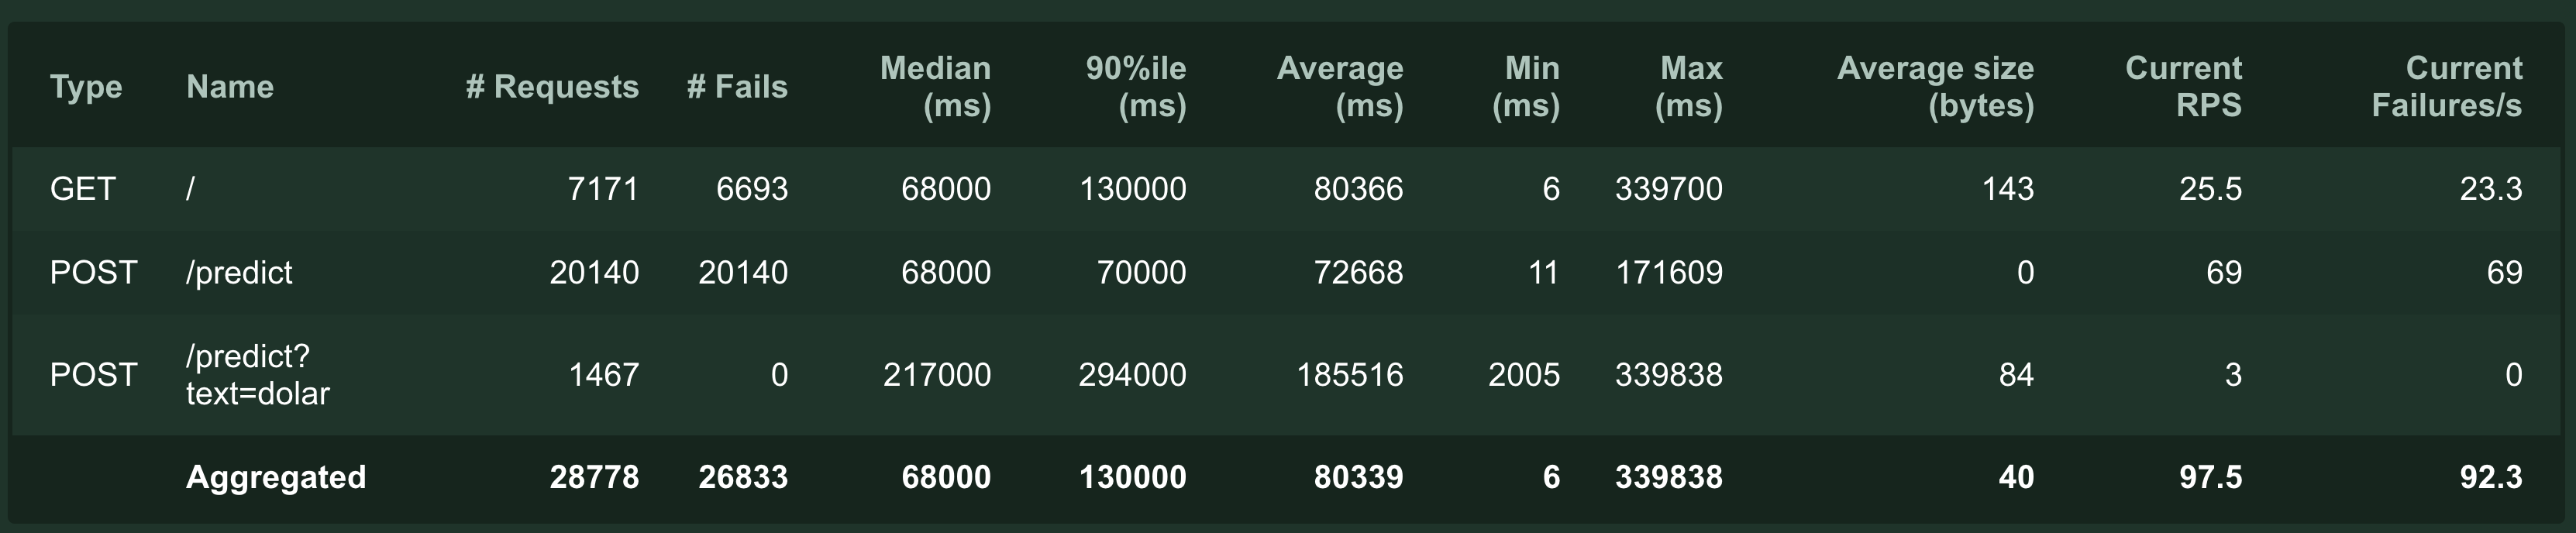 Type Name # Requests # Fails Median (ms) 90%ile (ms) Average (ms) Min (ms) Max (ms) Average size (bytes) Current RPS Current Failures/s
GET / 7171 6693 68000 130000 80366 6 339700 143 25.5 23.3
POST /predict 20140 20140 68000 70000 72668 11 171609 0 69 69
POST /predict?text=dolar 1467 0 217000 294000 185516 2005 339838 84 3 0
Aggregated 28778 26833 68000 130000 80339 6 339838 40 97.5 92.3